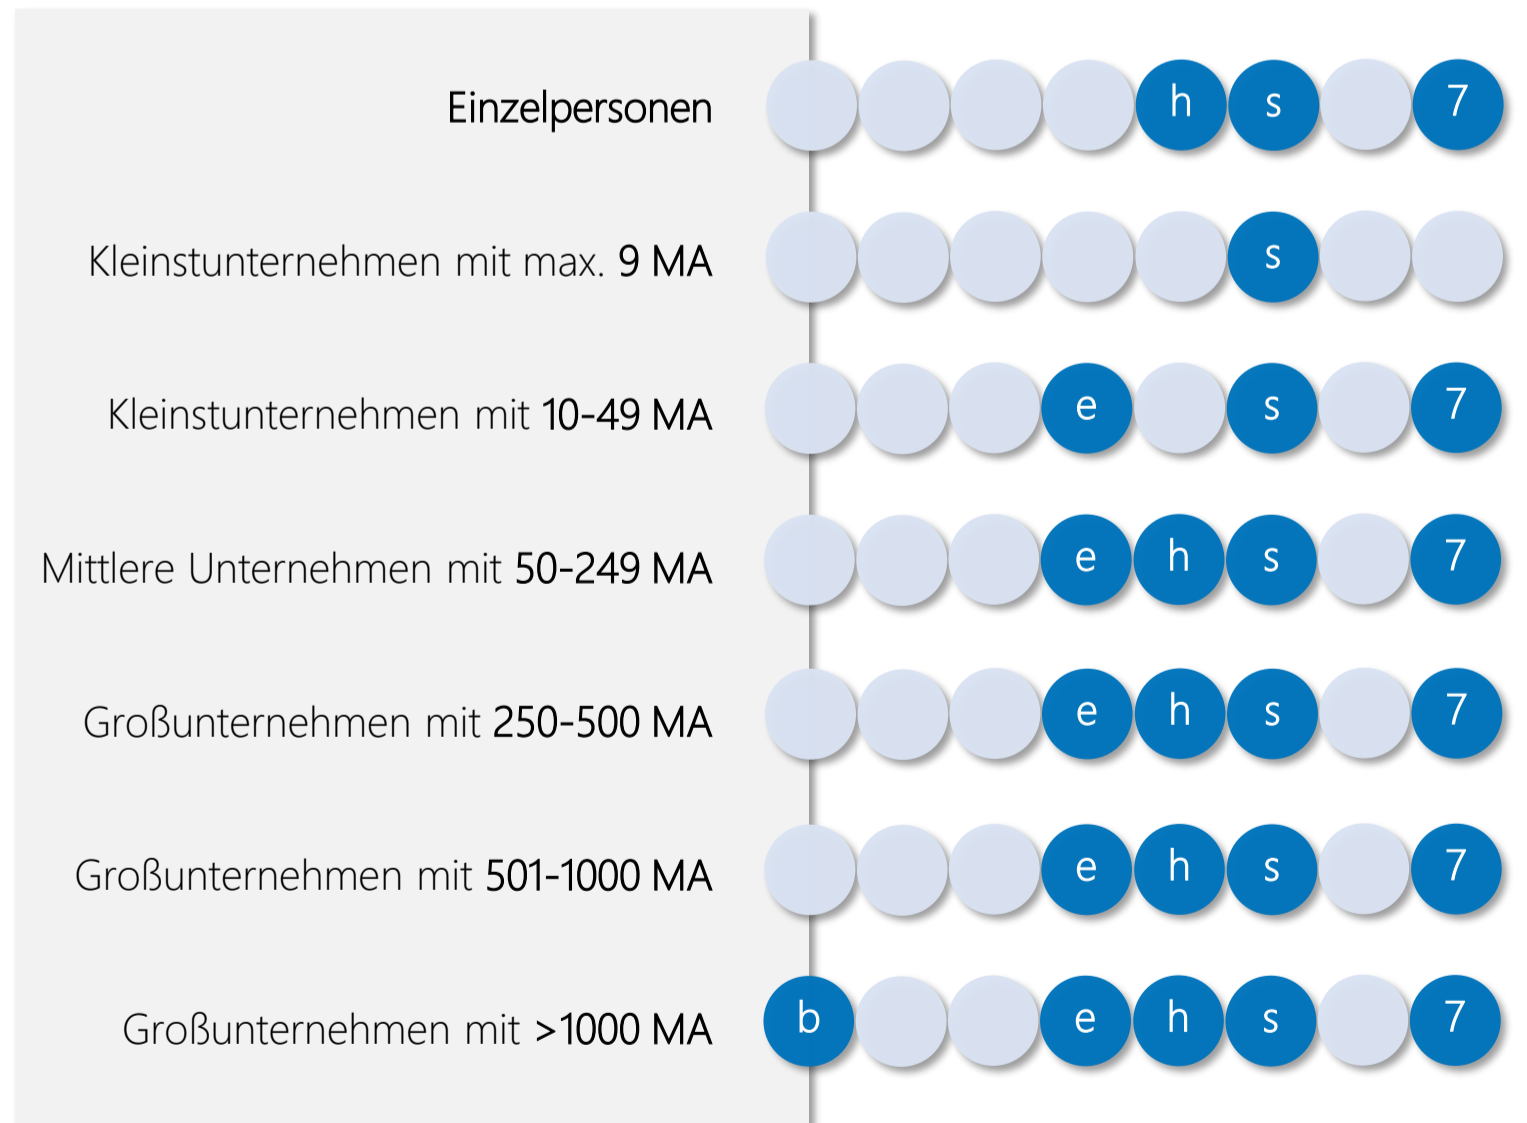 Einzelpersonen h s 7
Kleinstunternehmen mit max. 9 MA s
Kleinstunternehmen mit 10-49 MA e s 7
Mittlere Unternehmen mit 50-249 MA e h s 7
Großunternehmen mit 250-500 MA e h s 7
Großunternehmen mit 501-1000 MA e h s 7
Großunternehmen mit >1000 MA b e h s 7